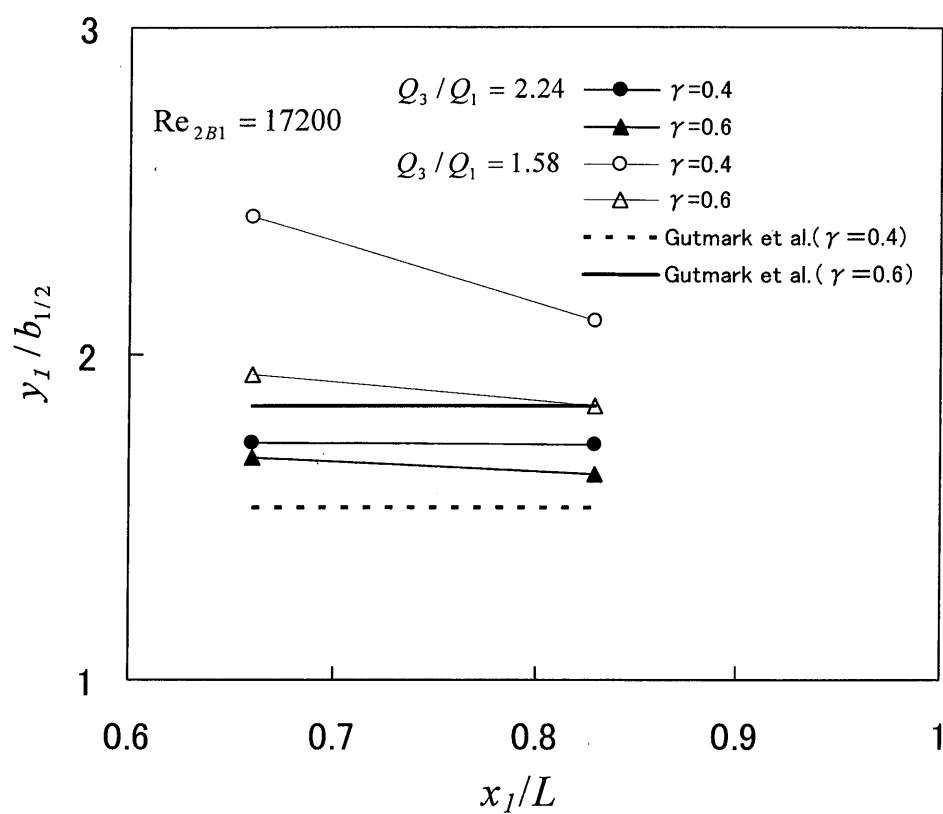 3
Q₃/Q₁ = 2.24 γ=0.4
Re₂B₁ = 17200
γ=0.6
Q₃/Q₁ = 1.58 γ=0.4
γ=0.6
Gutmark et al.(γ=0.4)
Gutmark et al.(γ=0.6)
y₁/b₁/₂
2
1
0.6 0.7 0.8 0.9 1
x₁/L